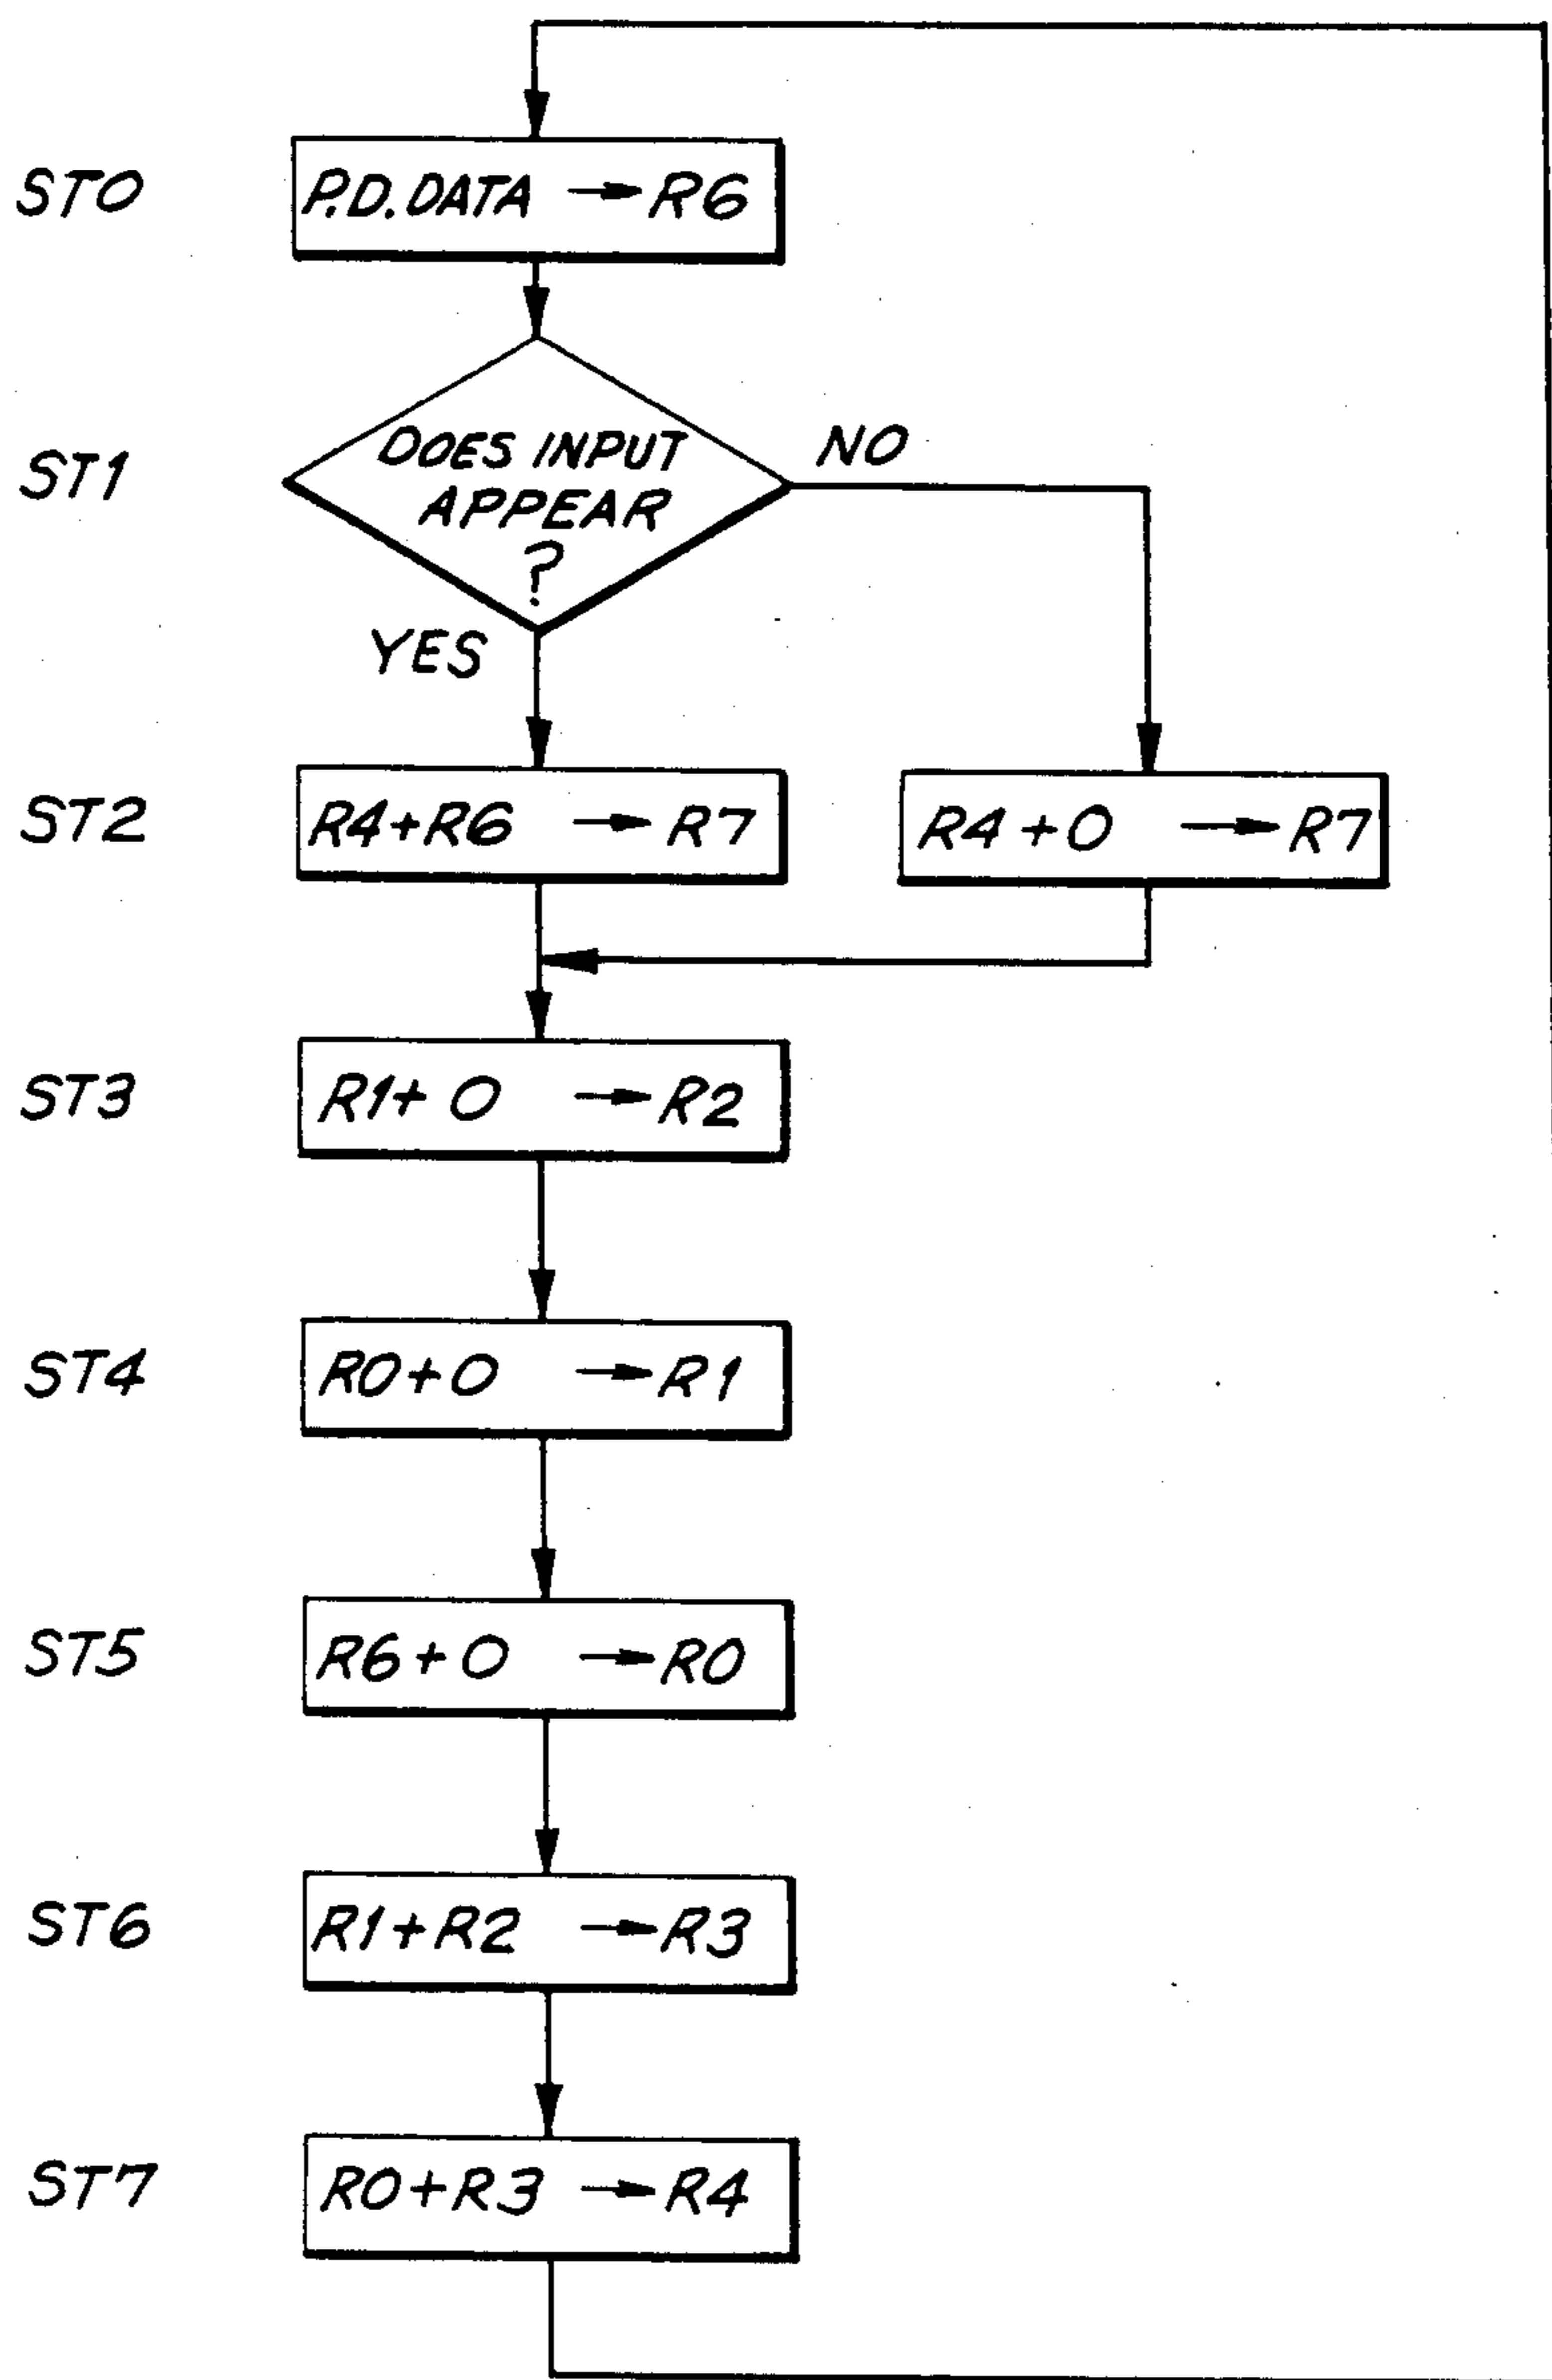 ST0 P.D.DATA → R6
ST1 DOES INPUT
APPEAR
?
NO
YES
ST2 R4+R6 → R7 R4+0 → R7
ST3 R1+0 → R2
ST4 R0+0 → R1
ST5 R6+0 → R0
ST6 R1+R2 → R3
ST7 R0+R3 → R4